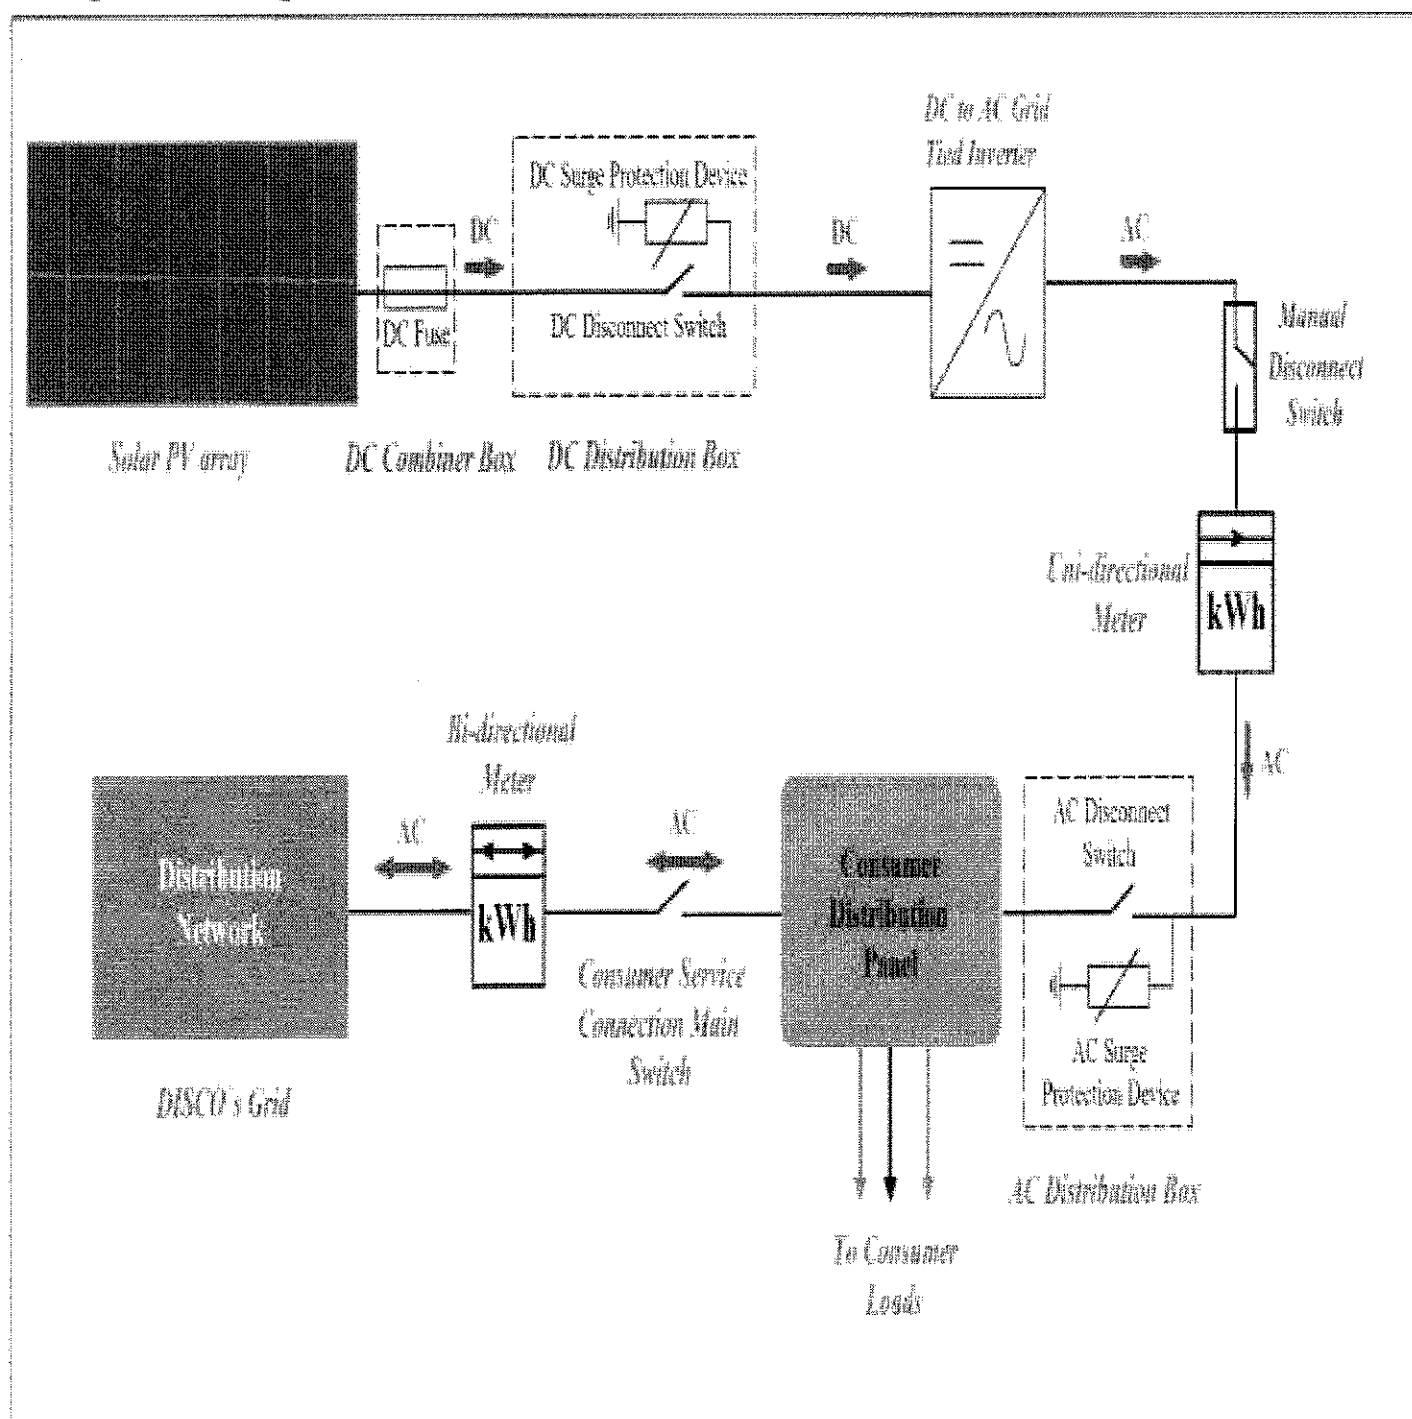 DC to AC Grid
Tied Inverter
DC Surge Protection Device
DC
DC
AC
DC Fuse
DC Disconnect Switch
Manual
Disconnect
Switch
Solar PV array
DC Combiner Box
DC Distribution Box
Uni-directional
Meter
kWh
Bi-directional
Meter
AC
AC
AC
AC Disconnect
Switch
Distribution
Network
kWh
Consumer
Distribution
Panel
Consumer Service
Connection Main
Switch
AC Surge
Protection Device
DISCO's Grid
AC Distribution Box
To Consumer
Loads